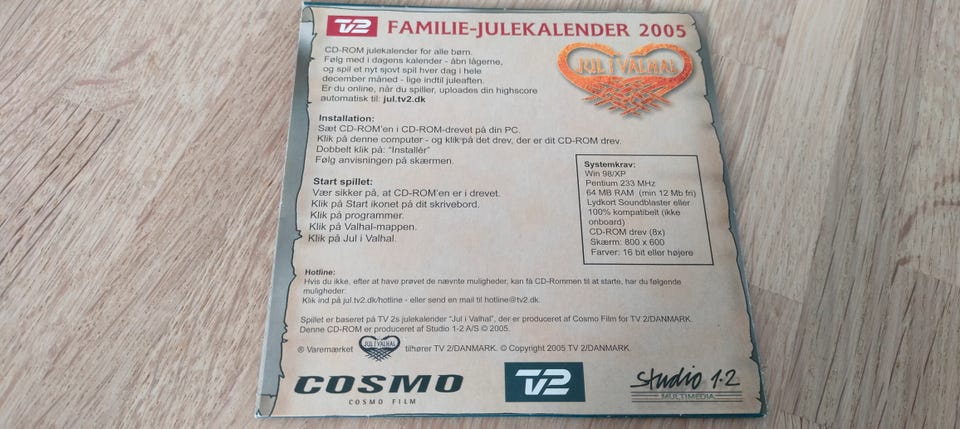 TV2 FAMILIE-JULEKALENDER 2005
CD-ROM julekalender for alle børn.
Følg med i dagens kalender - åbn lågerne,
og spil et nyt sjovt spil hver dag i hele
december måned - lige indtil juleaften.
Er du online, når du spiller, uploades din highscore
automatisk til: jul.tv2.dk
JUL I VALHAL
Installation:
Sæt CD-ROM'en i CD-ROM-drevet på din PC.
Klik på denne computer - og klik på det drev, der er dit CD-ROM drev.
Dobbelt klik på: "Installér"
Følg anvisningen på skærmen.
Start spillet:
Vær sikker på, at CD-ROM'en er i drevet.
Klik på Start ikonet på dit skrivebord.
Klik på programmer.
Klik på Valhal-mappen.
Klik på Jul i Valhal.
Systemkrav:
Win 98/XP
Pentium 233 MHz
64 MB RAM (min 12 Mb fri)
Lydkort Soundblaster eller
100% kompatibelt (ikke
onboard)
CD-ROM drev (8x)
Skærm: 800 x 600
Farver: 16 bit eller højere
Hotline:
Hvis du ikke, efter at have prøvet de nævnte muligheder, kan få CD-Rommen til at starte, har du følgende
muligheder:
Klik ind på jul.tv2.dk/hotline - eller send en mail til hotline@tv2.dk.
Spillet er baseret på TV 2s julekalender "Jul i Valhal", der er produceret af Cosmo Film for TV 2/DANMARK.
Denne CD-ROM er produceret af Studio 1-2 A/S © 2005.
® Varemærket JUL I VALHAL tilhører TV 2/DANMARK. © Copyright 2005 TV 2/DANMARK.
COSMO
COSMO FILM
TV2
Studio 1-2
MULTIMEDIA